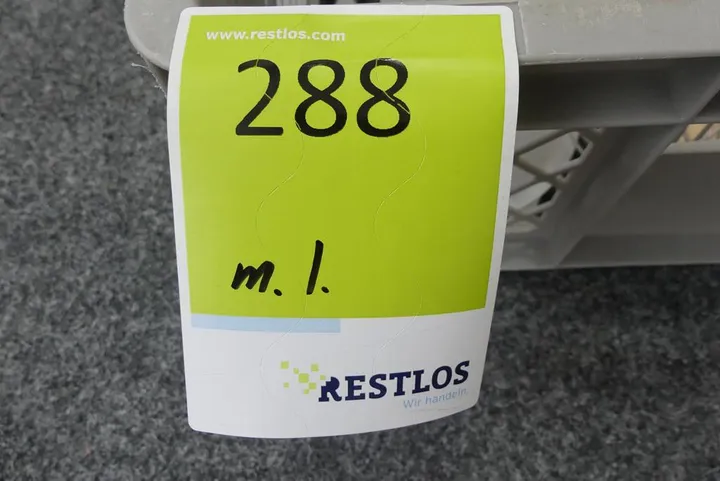 www.restlos.com
288
m. l.
RESTLOS
Wir handeln.